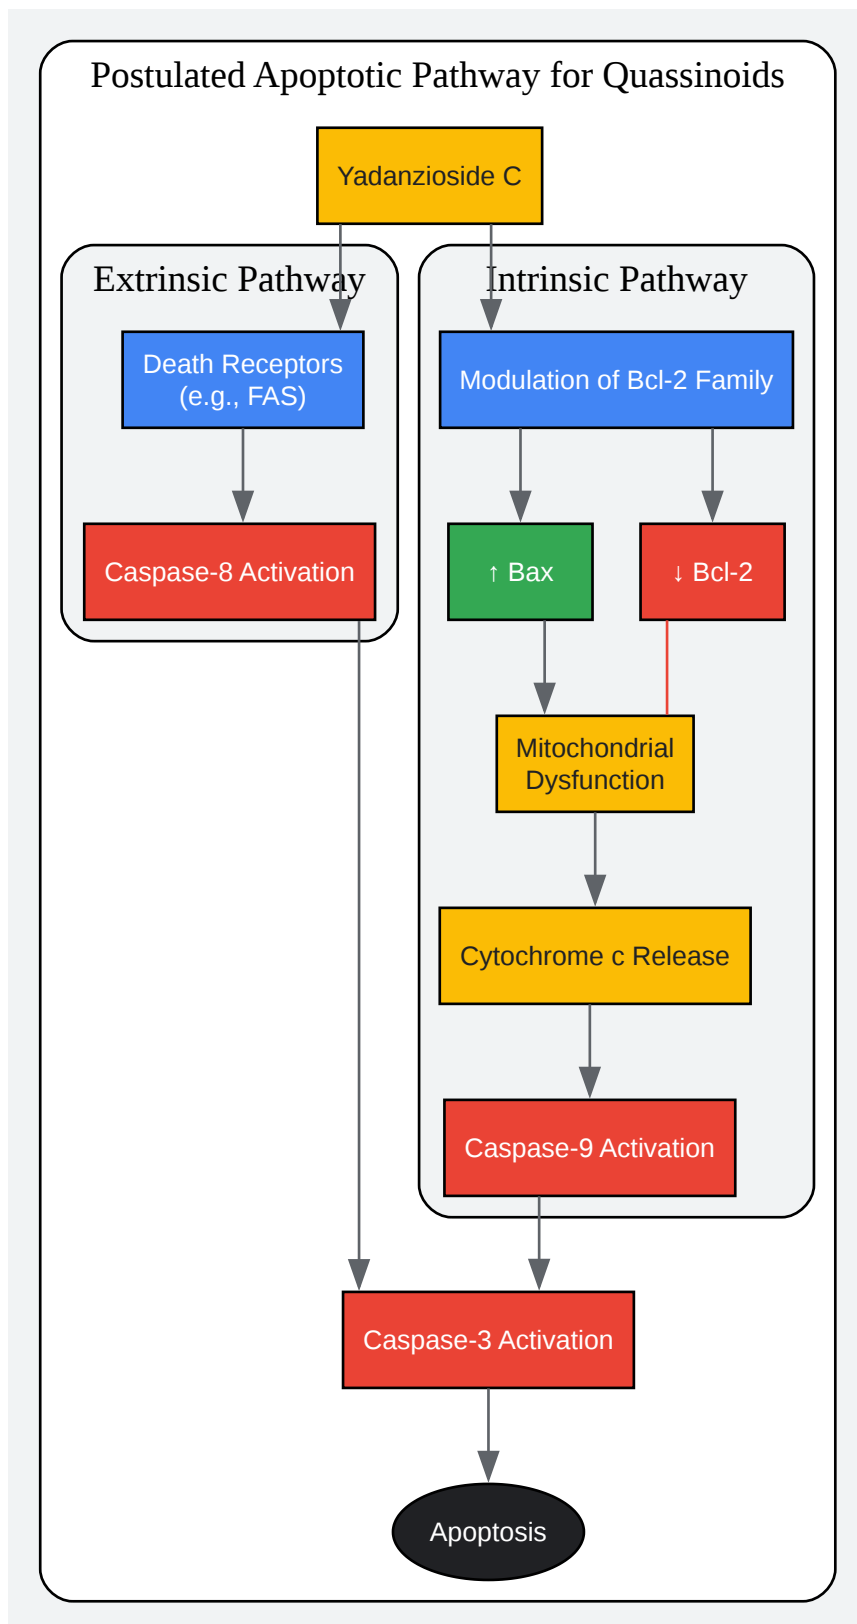 Postulated Apoptotic Pathway for Quassinoids
Yadanzioside C
Extrinsic Pathway
Intrinsic Pathway
Death Receptors
(e.g., FAS)
Modulation of Bcl-2 Family
Caspase-8 Activation
↑ Bax
↓ Bcl-2
Mitochondrial
Dysfunction
Cytochrome c Release
Caspase-9 Activation
Caspase-3 Activation
Apoptosis